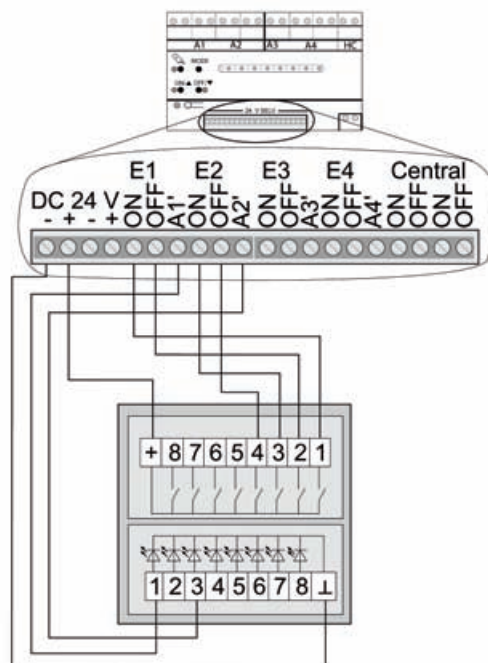 A1 A2 A3 A4 HC
MODE
ON/▲ OFF/▼
24 V SELV
E1 E2 E3 E4 Central
DC 24 V ON OFF A1' ON OFF A2' ON OFF A3' ON OFF A4' ON OFF ON OFF
- + - +
+ 8 7 6 5 4 3 2 1
1 2 3 4 5 6 7 8 ⊥